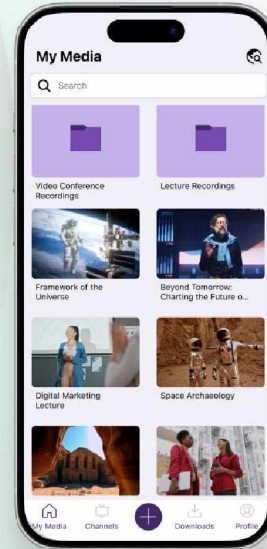 My Media
Search
Video Conference
Recordings
Lecture Recordings
Framework of the
Universe
Beyond Tomorrow:
Charting the Future o...
Digital Marketing
Lecture
Space Archaeology
My Media
Channels
Downloads
Profile